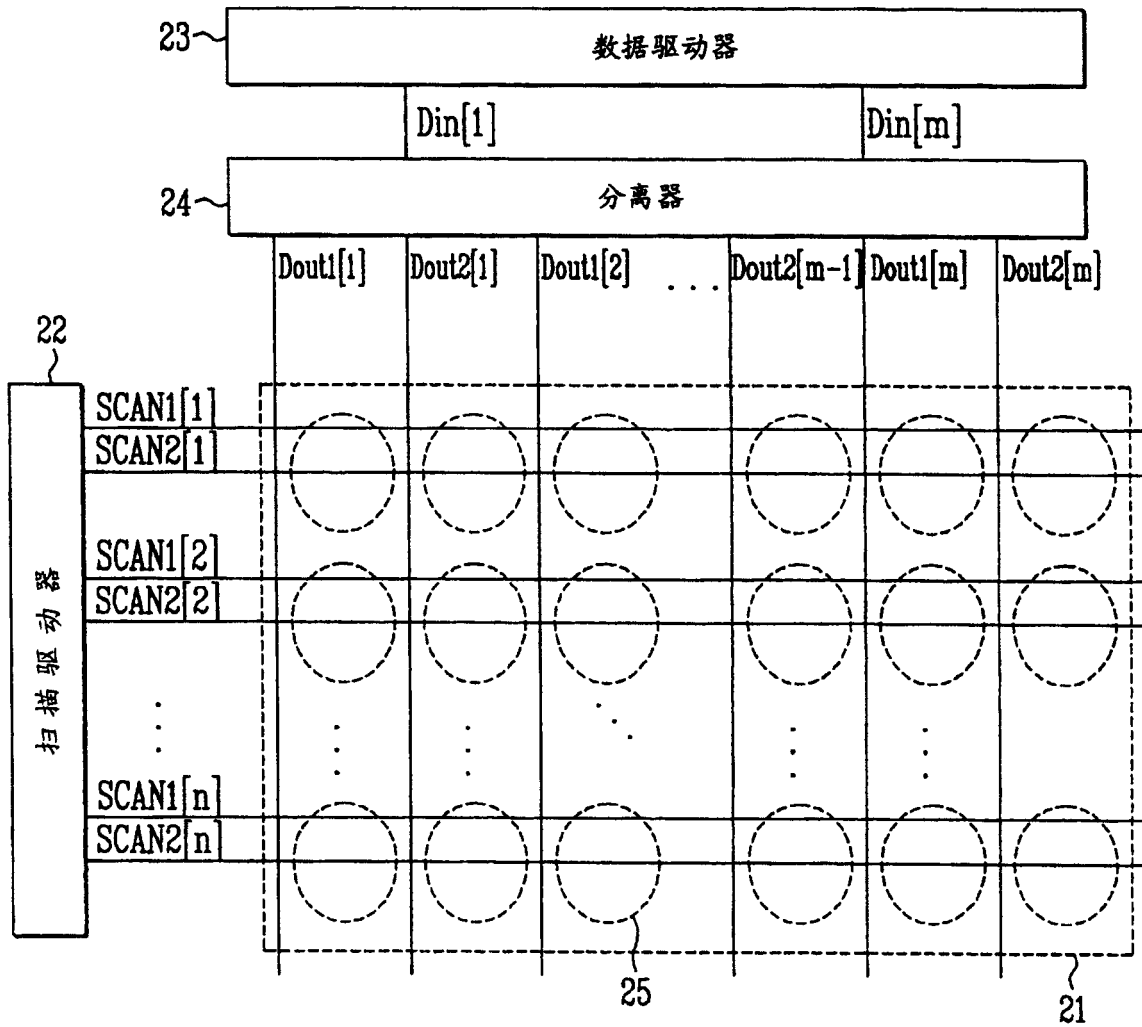 23
数据驱动器
Din[1] Din[m]
24
分离器
Dout1[1] Dout2[1] Dout1[2] ... Dout2[m-1] Dout1[m] Dout2[m]
22
扫描驱动器
SCAN1[1]
SCAN2[1]
SCAN1[2]
SCAN2[2]
SCAN1[n]
SCAN2[n]
25
21